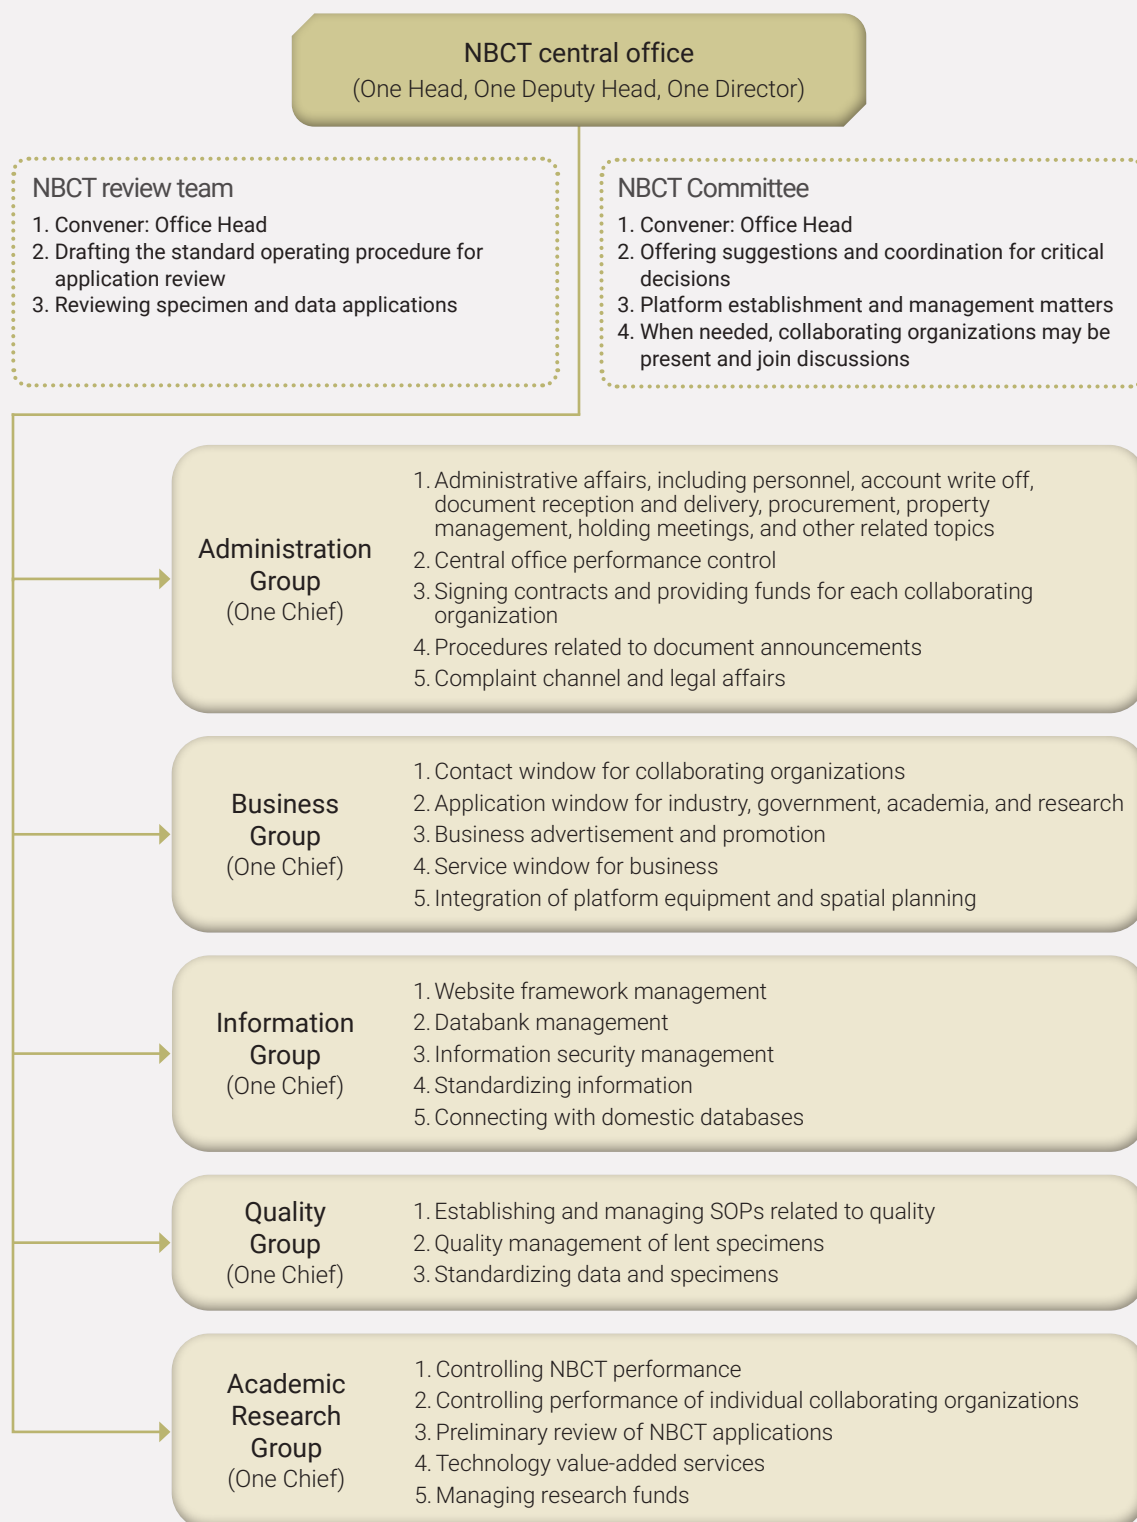 NBCT central office
(One Head, One Deputy Head, One Director)
NBCT review team
1. Convener: Office Head
2. Drafting the standard operating procedure for
application review
3. Reviewing specimen and data applications
NBCT Committee
1. Convener: Office Head
2. Offering suggestions and coordination for critical
decisions
3. Platform establishment and management matters
4. When needed, collaborating organizations may be
present and join discussions
Administration
Group
(One Chief)
1. Administrative affairs, including personnel, account write off,
document reception and delivery, procurement, property
management, holding meetings, and other related topics
2. Central office performance control
3. Signing contracts and providing funds for each collaborating
organization
4. Procedures related to document announcements
5. Complaint channel and legal affairs
Business
Group
(One Chief)
1. Contact window for collaborating organizations
2. Application window for industry, government, academia, and research
3. Business advertisement and promotion
4. Service window for business
5. Integration of platform equipment and spatial planning
Information
Group
(One Chief)
1. Website framework management
2. Databank management
3. Information security management
4. Standardizing information
5. Connecting with domestic databases
Quality
Group
(One Chief)
1. Establishing and managing SOPs related to quality
2. Quality management of lent specimens
3. Standardizing data and specimens
Academic
Research
Group
(One Chief)
1. Controlling NBCT performance
2. Controlling performance of individual collaborating organizations
3. Preliminary review of NBCT applications
4. Technology value-added services
5. Managing research funds